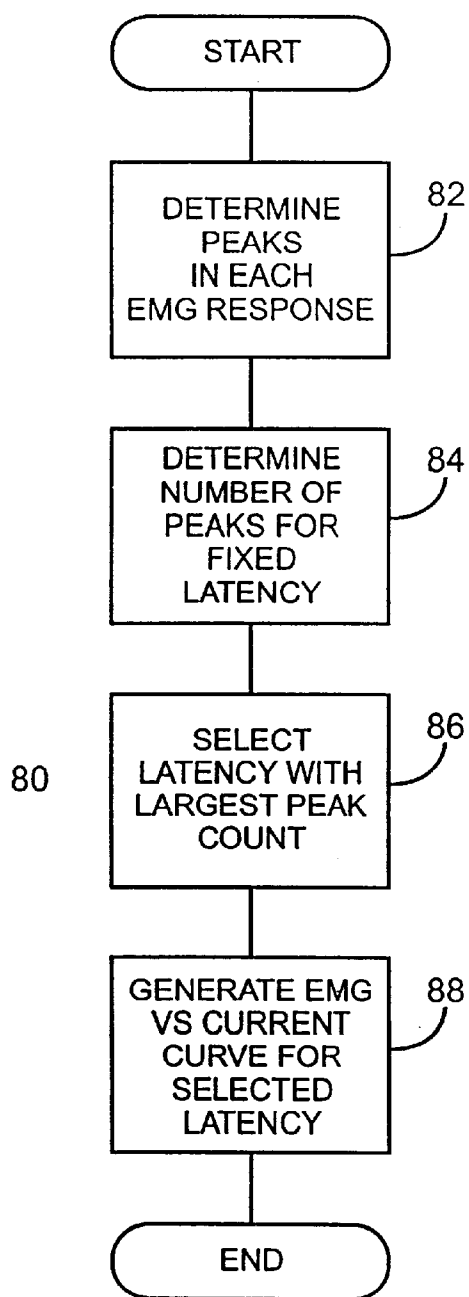 START
82
DETERMINE
PEAKS
IN EACH
EMG RESPONSE
84
DETERMINE
NUMBER OF
PEAKS FOR
FIXED
LATENCY
86
SELECT
LATENCY WITH
LARGEST PEAK
COUNT
80
88
GENERATE EMG
VS CURRENT
CURVE FOR
SELECTED
LATENCY
END